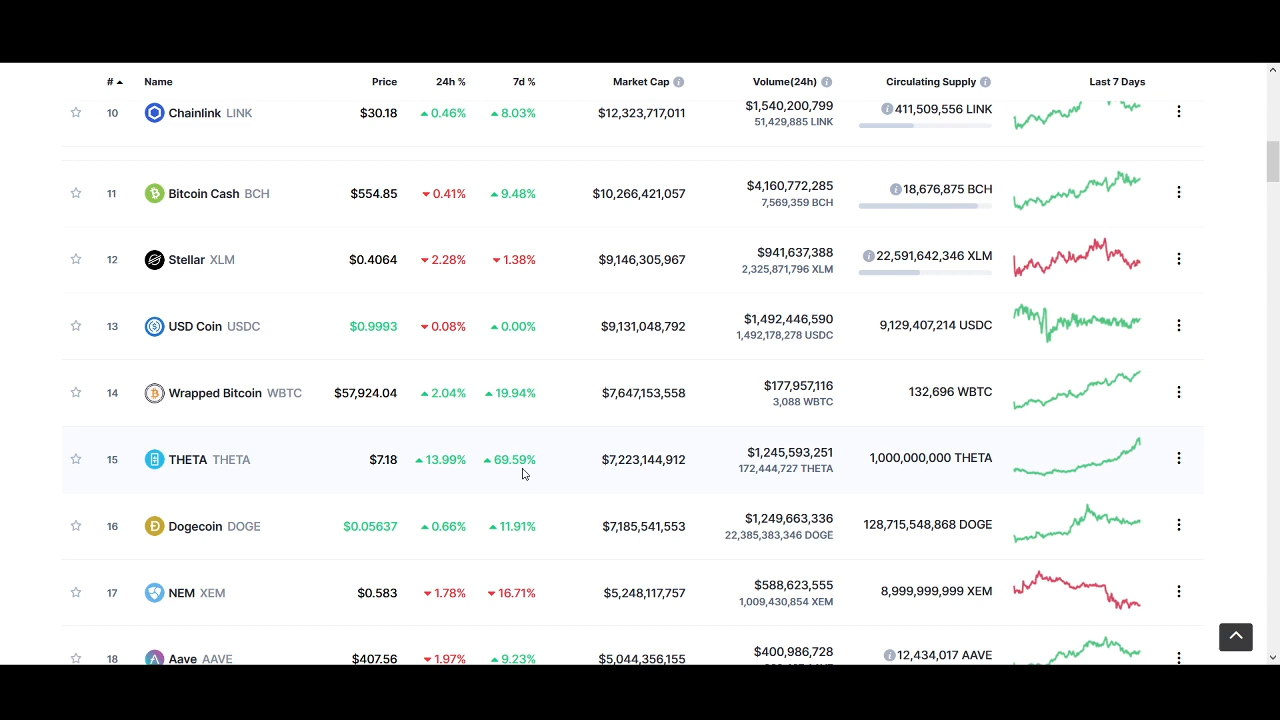 # Name Price 24h % 7d % Market Cap Volume(24h) Circulating Supply Last 7 Days
10 Chainlink LINK $30.18 0.46% 8.03% $12,323,717,011 $1,540,200,799 411,509,556 LINK
51,429,885 LINK
11 Bitcoin Cash BCH $554.85 0.41% 9.48% $10,266,421,057 $4,160,772,285 18,676,875 BCH
7,569,359 BCH
12 Stellar XLM $0.4064 2.28% 1.38% $9,146,305,967 $941,637,388 22,591,642,346 XLM
2,325,871,796 XLM
13 USD Coin USDC $0.9993 0.08% 0.00% $9,131,048,792 $1,492,446,590 9,129,407,214 USDC
1,492,178,278 USDC
14 Wrapped Bitcoin WBTC $57,924.04 2.04% 19.94% $7,647,153,558 $177,957,116 132,696 WBTC
3,088 WBTC
15 THETA THETA $7.18 13.99% 69.59% $7,223,144,912 $1,245,593,251 1,000,000,000 THETA
172,444,727 THETA
16 Dogecoin DOGE $0.05637 0.66% 11.91% $7,185,541,553 $1,249,663,336 128,715,548,868 DOGE
22,385,383,346 DOGE
17 NEM XEM $0.583 1.78% 16.71% $5,248,117,757 $588,623,555 8,999,999,999 XEM
1,009,430,854 XEM
18 Aave AAVE $407.56 1.97% 9.23% $5,044,356,155 $400,986,728 12,434,017 AAVE